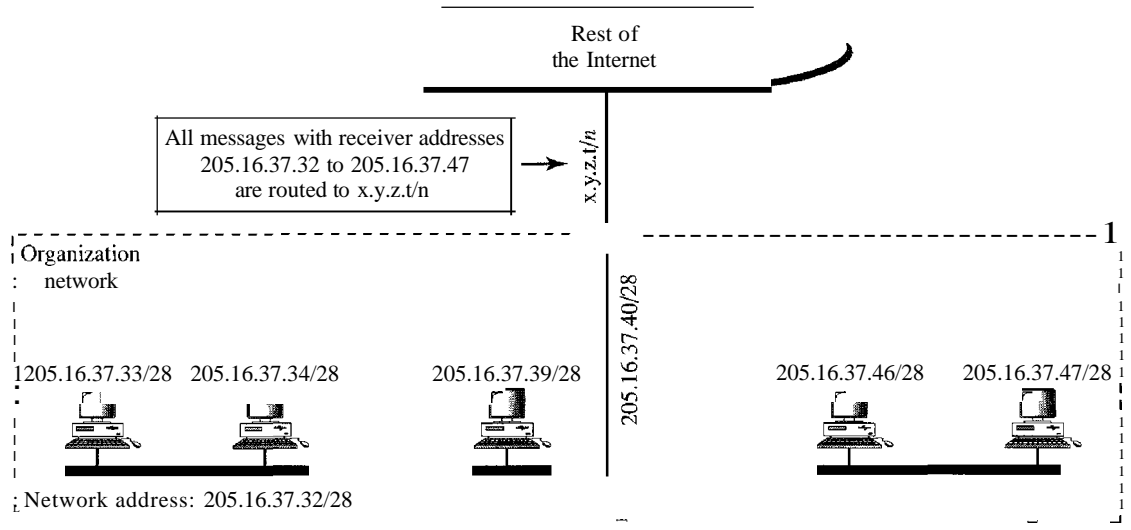 Rest of
the Internet
All messages with receiver addresses
205.16.37.32 to 205.16.37.47
are routed to x.y.z.t/n
x.y.z.t/n
1
Organization
: network
205.16.37.40/28
1205.16.37.33/28
205.16.37.34/28
205.16.37.39/28
205.16.37.46/28
205.16.37.47/28
Network address: 205.16.37.32/28